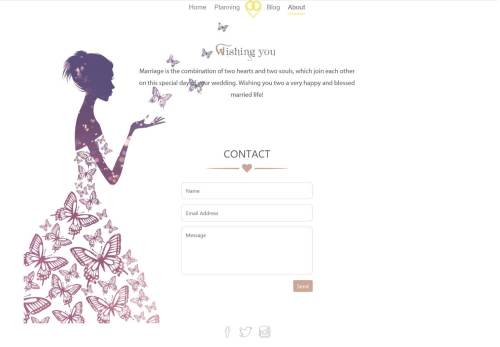 Home Planning Blog About
Wishing you
Marriage is the combination of two hearts and two souls, which join each other
on this special day of your wedding. Wishing you two a very happy and blessed
married life!
CONTACT
Name
Email Address
Message
Send